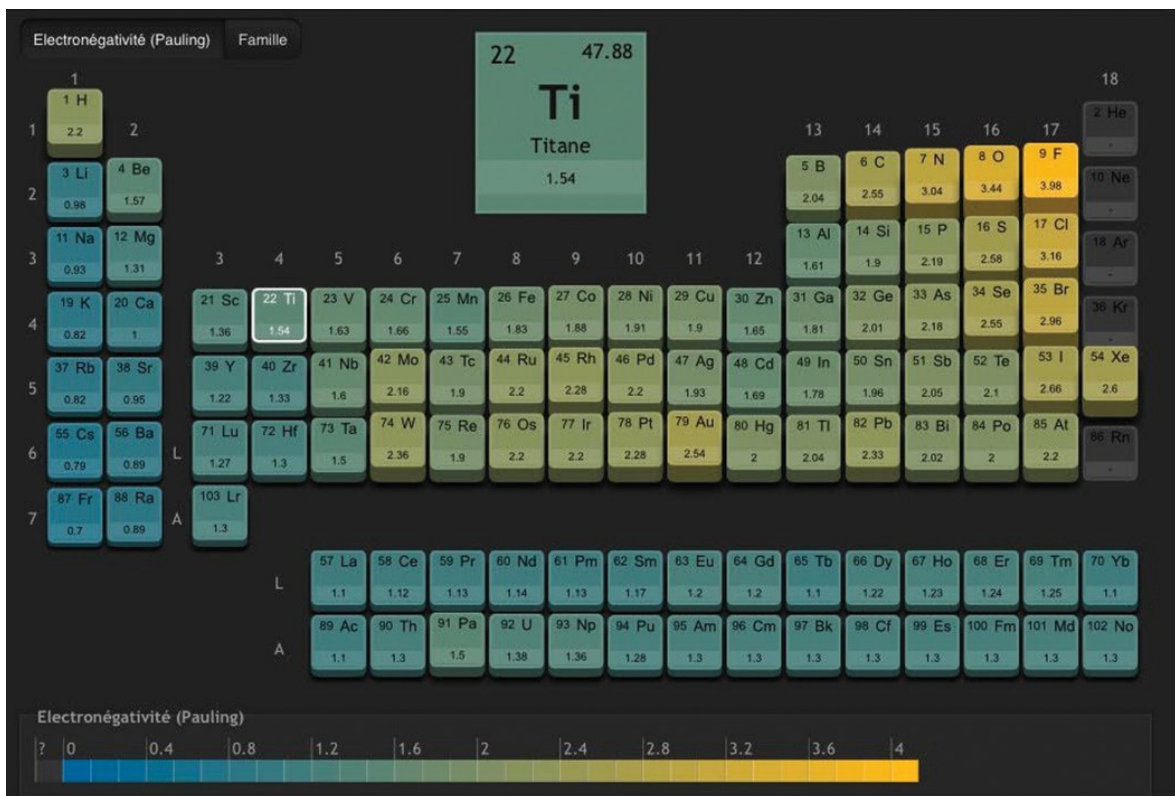 Electronégativité (Pauling) Famille
22 47.88
Ti
Titane
1.54
1 18
1 H 2 He
1 2.2 2 13 14 15 16 17 -
3 Li 4 Be 5 B 6 C 7 N 8 O 9 F 10 Ne
2 0.98 1.57 2.04 2.55 3.04 3.44 3.98 -
11 Na 12 Mg 13 Al 14 Si 15 P 16 S 17 Cl 18 Ar
3 0.93 1.31 3 4 5 6 7 8 9 10 11 12 1.61 1.9 2.19 2.58 3.16 -
19 K 20 Ca 21 Sc 22 Ti 23 V 24 Cr 25 Mn 26 Fe 27 Co 28 Ni 29 Cu 30 Zn 31 Ga 32 Ge 33 As 34 Se 35 Br 36 Kr
4 0.82 1 1.36 1.54 1.63 1.66 1.55 1.83 1.88 1.91 1.9 1.65 1.81 2.01 2.18 2.55 2.96 -
37 Rb 38 Sr 39 Y 40 Zr 41 Nb 42 Mo 43 Tc 44 Ru 45 Rh 46 Pd 47 Ag 48 Cd 49 In 50 Sn 51 Sb 52 Te 53 I 54 Xe
5 0.82 0.95 1.22 1.33 1.6 2.16 1.9 2.2 2.28 2.2 1.93 1.69 1.78 1.96 2.05 2.1 2.66 2.6
55 Cs 56 Ba 71 Lu 72 Hf 73 Ta 74 W 75 Re 76 Os 77 Ir 78 Pt 79 Au 80 Hg 81 Tl 82 Pb 83 Bi 84 Po 85 At 86 Rn
6 0.79 0.89 L 1.27 1.3 1.5 2.36 1.9 2.2 2.2 2.28 2.54 2 2.04 2.33 2.02 2 2.2 -
87 Fr 88 Ra 103 Lr
7 0.7 0.89 A 1.3
57 La 58 Ce 59 Pr 60 Nd 61 Pm 62 Sm 63 Eu 64 Gd 65 Tb 66 Dy 67 Ho 68 Er 69 Tm 70 Yb
L 1.1 1.12 1.13 1.14 1.13 1.17 1.2 1.2 1.1 1.22 1.23 1.24 1.25 1.1
89 Ac 90 Th 91 Pa 92 U 93 Np 94 Pu 95 Am 96 Cm 97 Bk 98 Cf 99 Es 100 Fm 101 Md 102 No
A 1.1 1.3 1.5 1.38 1.36 1.28 1.3 1.3 1.3 1.3 1.3 1.3 1.3 1.3
Electronégativité (Pauling)
? 0 0.4 0.8 1.2 1.6 2 2.4 2.8 3.2 3.6 4